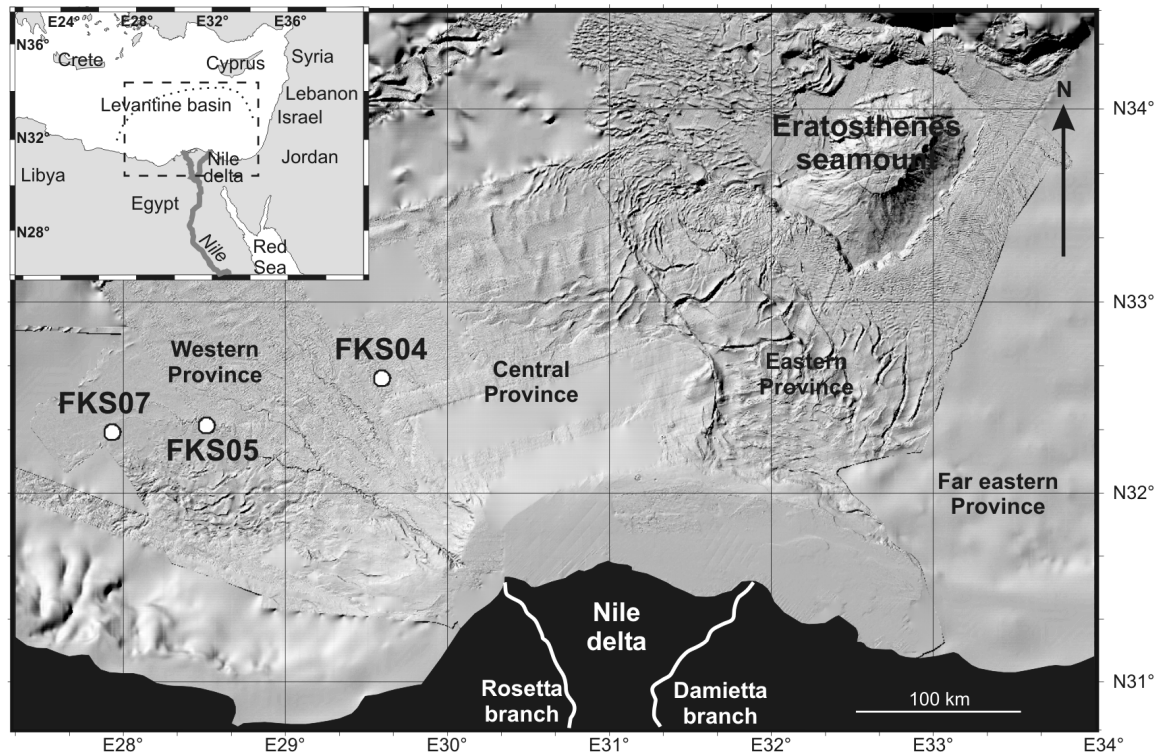 E24° E28° E32° E36°
N36°
Crete
Cyprus
Syria
Levantine basin
Lebanon
Israel
N32°
Nile
delta
Jordan
Libya
Egypt
N28°
Nile
Red
Sea
N
N34°
Eratosthenes
seamount
N33°
Western
Province
FKS04
Central
Province
Eastern
Province
FKS07
FKS05
N32°
Far eastern
Province
Nile
delta
N31°
Rosetta
branch
Damietta
branch
100 km
E28° E29° E30° E31° E32° E33° E34°